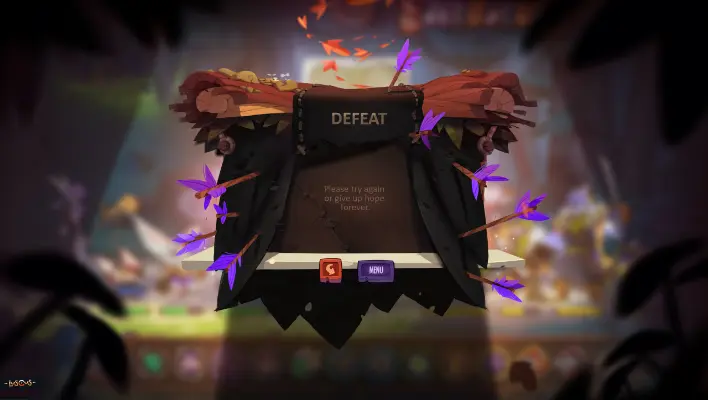 DEFEAT
Please try again
or give up hope
forever.
MENU